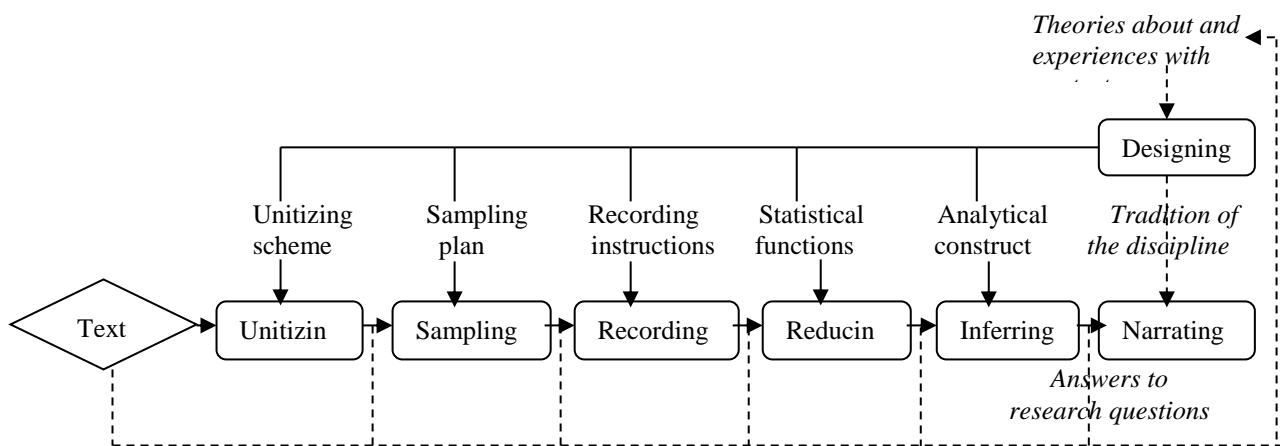 Theories about and
experiences with
Designing
Unitizing
scheme
Sampling
plan
Recording
instructions
Statistical
functions
Analytical
construct
Tradition of
the discipline
Text
Unitizin
Sampling
Recording
Reducin
Inferring
Narrating
Answers to
research questions